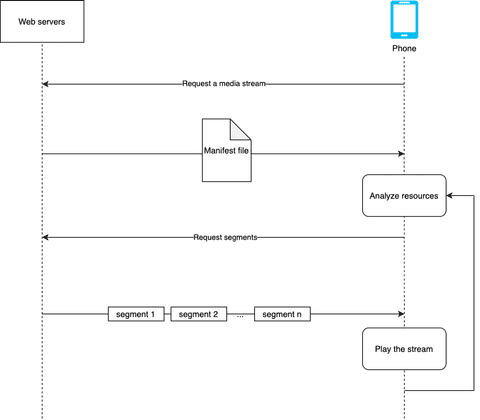 Web servers
Phone
Request a media stream
Manifest file
Analyze resources
Request segments
segment 1 segment 2 ... segment n
Play the stream